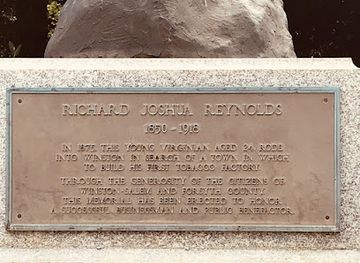 RICHARD JOSHUA REYNOLDS
1850 - 1918
IN 1875 THIS YOUNG VIRGINIAN AGED 24 RODE
INTO WINSTON IN SEARCH OF A TOWN IN WHICH
TO BUILD HIS FIRST TOBACCO FACTORY.
THROUGH THE GENEROSITY OF THE CITIZENS OF
WINSTON-SALEM AND FORSYTH COUNTY
THIS MEMORIAL HAS BEEN ERECTED TO HONOR
A SUCCESSFUL BUSINESSMAN AND PUBLIC BENEFACTOR.